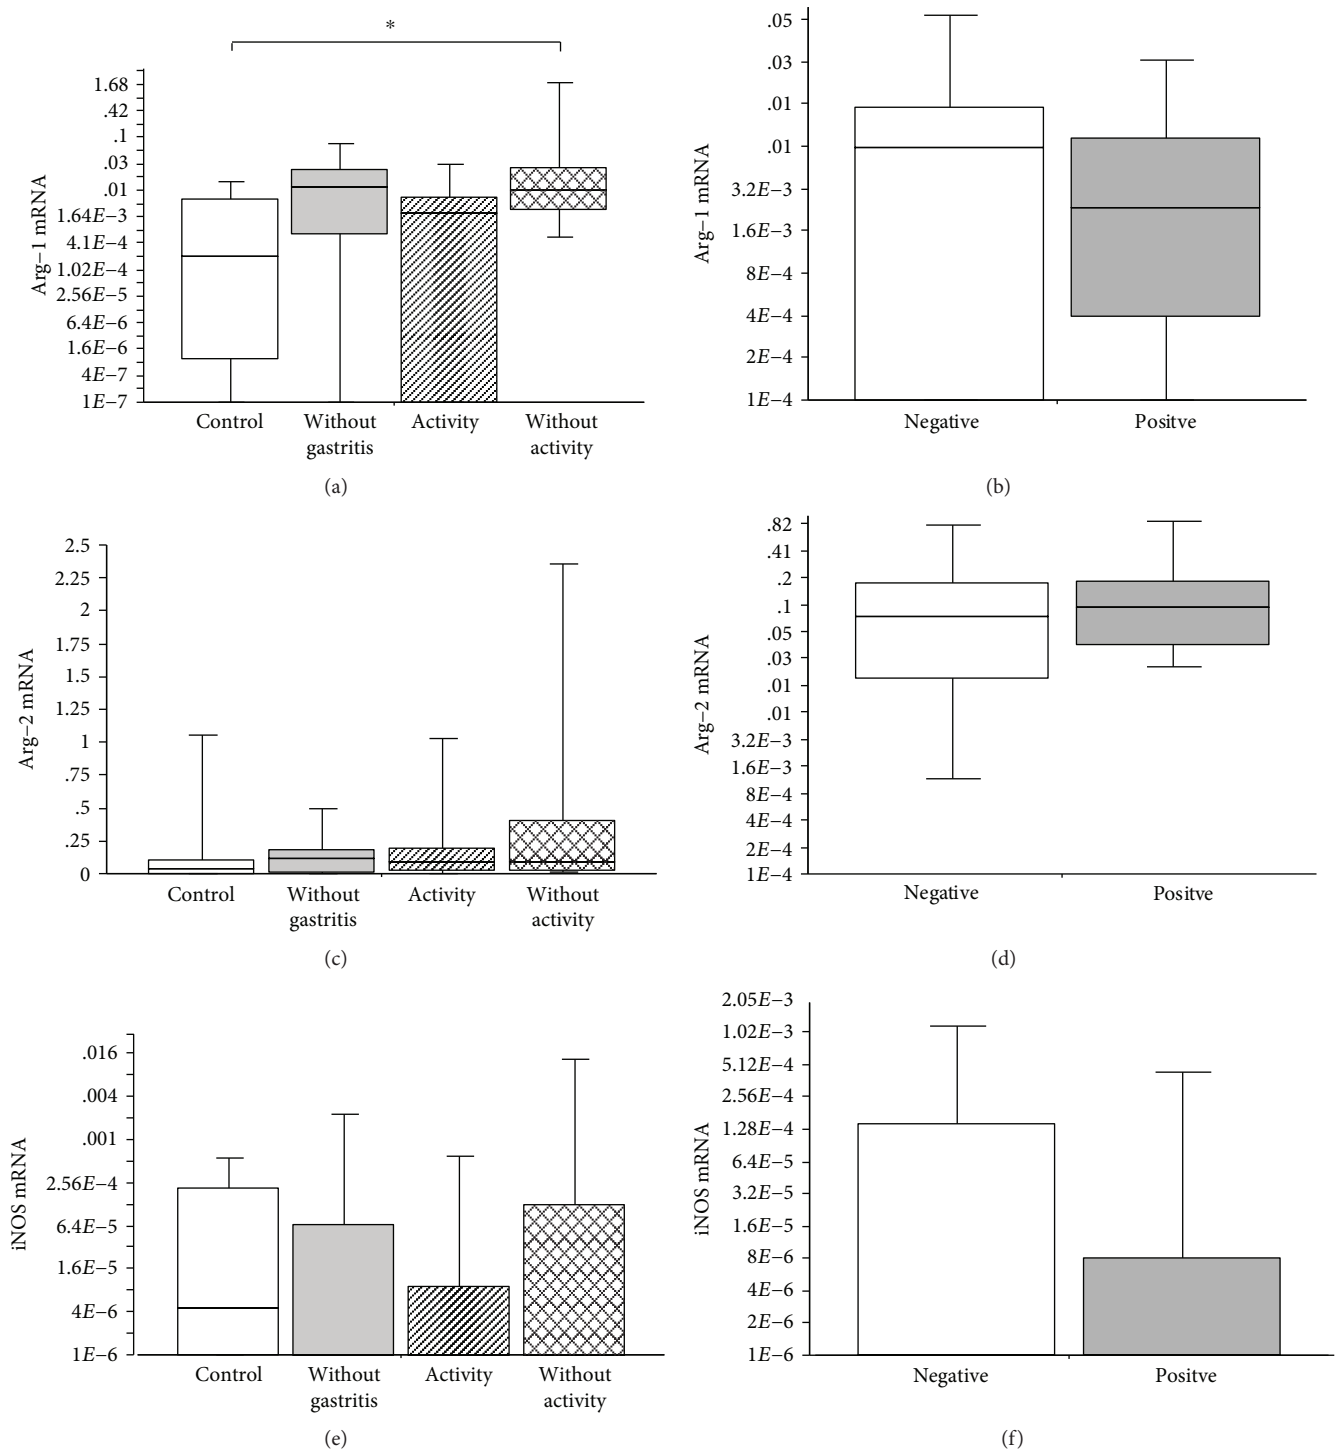 *
Arg–1 mRNA
1.68
.42
.1
.03
.01
1.64E−3
4.1E−4
1.02E−4
2.56E−5
6.4E−6
1.6E−6
4E−7
1E−7
Control
Without
gastritis
Activity
Without
activity
(a)
Arg–1 mRNA
.05
.03
.01
.01
3.2E−3
1.6E−3
8E−4
4E−4
2E−4
1E−4
Negative
Positve
(b)
Arg–2 mRNA
2.5
2.25
2
1.75
1.5
1.25
1
.75
.5
.25
0
Control
Without
gastritis
Activity
Without
activity
(c)
Arg–2 mRNA
.82
.41
.2
.1
.05
.03
.01
.01
3.2E−3
1.6E−3
8E−4
4E−4
2E−4
1E−4
Negative
Positve
(d)
iNOS mRNA
.016
.004
.001
2.56E−4
6.4E−5
1.6E−5
4E−6
1E−6
Control
Without
gastritis
Activity
Without
activity
(e)
iNOS mRNA
2.05E−3
1.02E−3
5.12E−4
2.56E−4
1.28E−4
6.4E−5
3.2E−5
1.6E−5
8E−6
4E−6
2E−6
1E−6
Negative
Positve
(f)